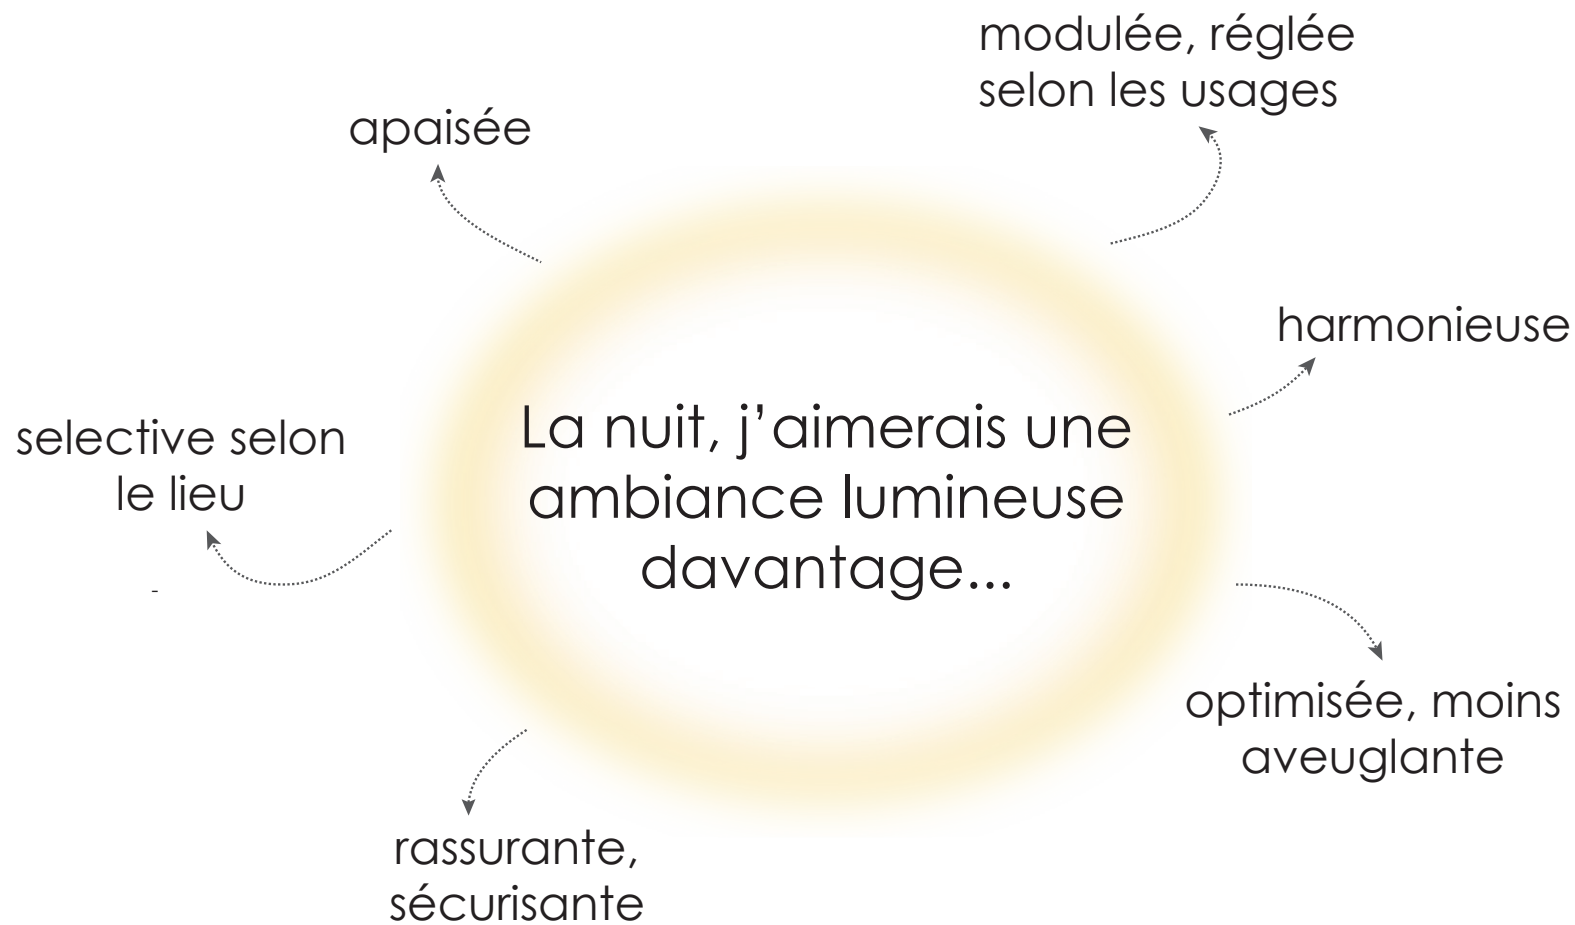 modulée, réglée
selon les usages
apaisée
harmonieuse
La nuit, j'aimerais une
ambiance lumineuse
davantage...
selective selon
le lieu
-
optimisée, moins
aveuglante
rassurante,
sécurisante